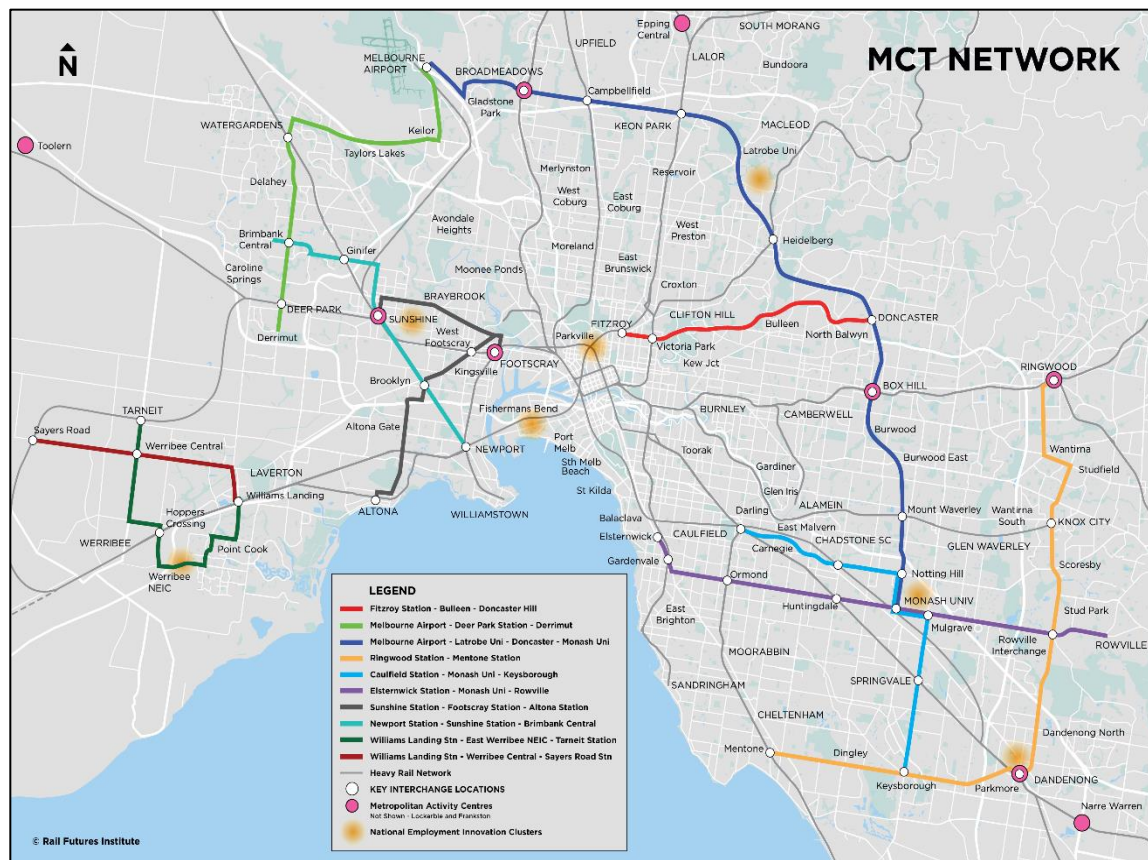 MCT NETWORK
N
Epping
Central
SOUTH MORANG
UPFIELD
LALOR
Bundoora
MELBOURNE
AIRPORT
BROADMEADOWS
Gladstone
Park
Campbellfield
KEON PARK
MACLEOD
Latrobe Uni
WATERGARDENS
Keilor
Taylors Lakes
Toolern
Delahey
Merlynston
Reservoir
West
Coburg
East
Coburg
Avondale
Heights
West
Preston
Brimbank
Central
Ginifer
Moreland
Heidelberg
Caroline
Springs
Moonee Ponds
East
Brunswick
Croxton
DEER PARK
BRAYBROOK
SUNSHINE
CLIFTON HILL
FITZROY
Bulleen
DONCASTER
Derrimut
West
Footscray
Parkville
Victoria Park
North Balwyn
FOOTSCRAY
Kingsville
Kew Jct
RINGWOOD
Brooklyn
BOX HILL
TARNEIT
Fishermans Bend
BURNLEY
CAMBERWELL
Sayers Road
Altona Gate
Burwood
Werribee Central
NEWPORT
Port
Melb
Toorak
Wantirna
Sth Melb
Beach
Burwood East
Studfield
LAVERTON
Gardiner
Williams Landing
St Kilda
Glen Iris
ALAMEIN
Hoppers
Crossing
ALTONA
WILLIAMSTOWN
Darling
Mount Waverley
Wantirna
South
KNOX CITY
Balaclava
CAULFIELD
East Malvern
WERRIBEE
Elsternwick
CHADSTONE SC
GLEN WAVERLEY
Point Cook
Carnegie
Gardenvale
Scoresby
Werribee
NEIC
Ormond
Notting Hill
Huntingdale
MONASH UNIV
Stud Park
East
Brighton
Mulgrave
Rowville
Interchange
ROWVILLE
MOORABBIN
SPRINGVALE
SANDRINGHAM
CHELTENHAM
Dandenong North
Mentone
Dingley
Keysborough
Parkmore
DANDENONG
Narre Warren
LEGEND
Fitzroy Station - Bulleen - Doncaster Hill
Melbourne Airport - Deer Park Station - Derrimut
Melbourne Airport - Latrobe Uni - Doncaster - Monash Uni
Ringwood Station - Mentone Station
Caulfield Station - Monash Uni - Keysborough
Elsternwick Station - Monash Uni - Rowville
Sunshine Station - Footscray Station - Altona Station
Newport Station - Sunshine Station - Brimbank Central
Williams Landing Stn - East Werribee NEIC - Tarneit Station
Williams Landing Stn - Werribee Central - Sayers Road Stn
Heavy Rail Network
KEY INTERCHANGE LOCATIONS
Metropolitan Activity Centres
Not Shown - Lockerbie and Frankston
National Employment Innovation Clusters
© Rail Futures Institute